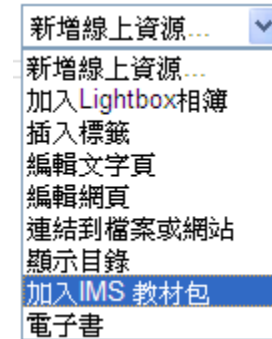 新增線上資源...
新增線上資源...
加入Lightbox相簿
插入標籤
編輯文字頁
編輯網頁
連結到檔案或網站
顯示目錄
加入IMS 教材包
電子書